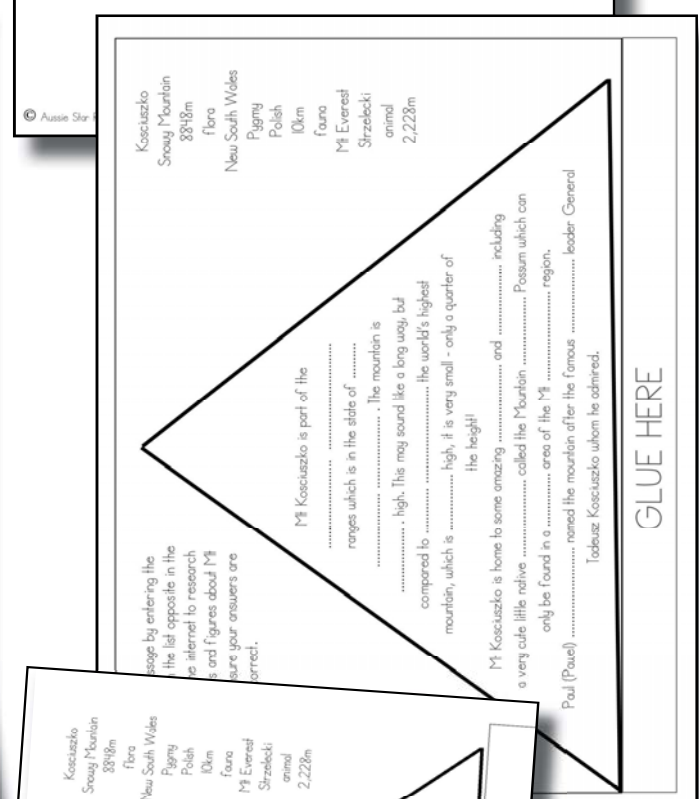 © Aussie Star
Kosciuszko
Snowy Mountain
8848m
flora
New South Wales
Pygmy
Polish
10km
fauna
Mt Everest
Strzelecki
animal
2,228m
ssage by entering the
the list opposite in the
he internet to research
s and figures about Mt
sure your answers are
orrect.
Mt Kosciuszko is part of the
.................... ....................
ranges which is in the state of ..........
.................... .................... . The mountain is
.................... high. This may sound like a long way, but
compared to .......... .................... the world's highest
mountain, which is ............... high, it is very small - only a quarter of
the height!
Mt Kosciuszko is home to some amazing .................... and .................... including
a very cute little native .................... called the Mountain .................... Possum which can
only be found in a ............... area of the Mt .................... region.
Paul (Pawel) .................... named the mountain after the famous .................... leader General
Tadeusz Kosciuszko whom he admired.
GLUE HERE
Kosciuszko
Snowy Mountain
8848m
flora
New South Wales
Pygmy
Polish
10km
fauna
Mt Everest
Strzelecki
animal
2,228m